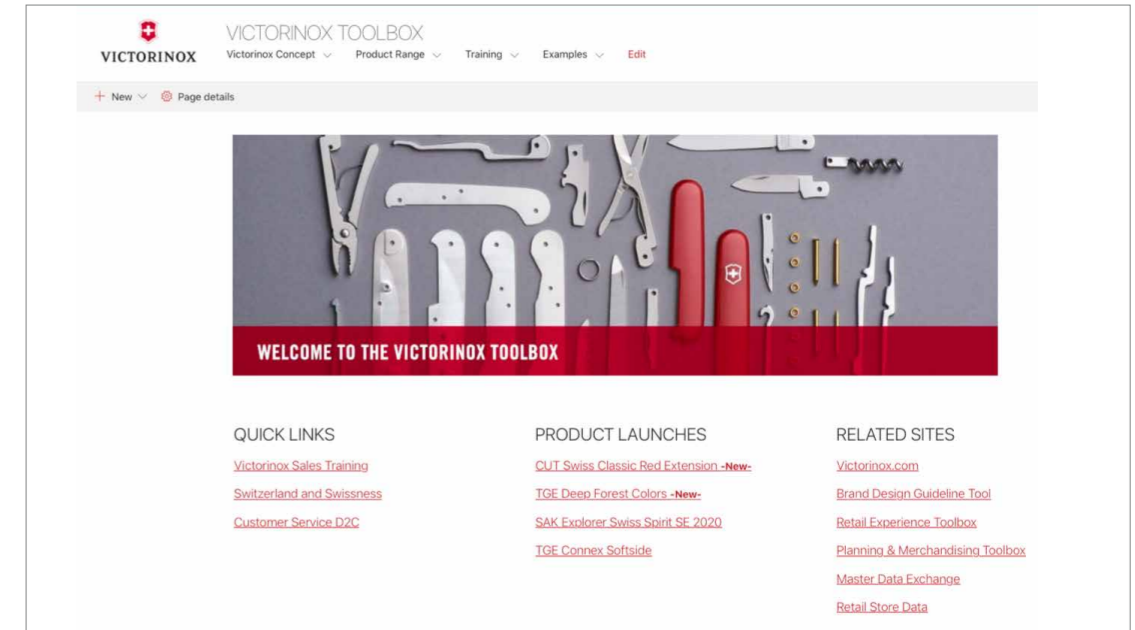 VICTORINOX
VICTORINOX TOOLBOX
Victorinox Concept Product Range Training Examples Edit
+ New Page details
WELCOME TO THE VICTORINOX TOOLBOX
QUICK LINKS
Victorinox Sales Training
Switzerland and Swissness
Customer Service D2C
PRODUCT LAUNCHES
CUT Swiss Classic Red Extension -New-
TGE Deep Forest Colors -New-
SAK Explorer Swiss Spirit SE 2020
TGE Connex Softside
RELATED SITES
Victorinox.com
Brand Design Guideline Tool
Retail Experience Toolbox
Planning & Merchandising Toolbox
Master Data Exchange
Retail Store Data